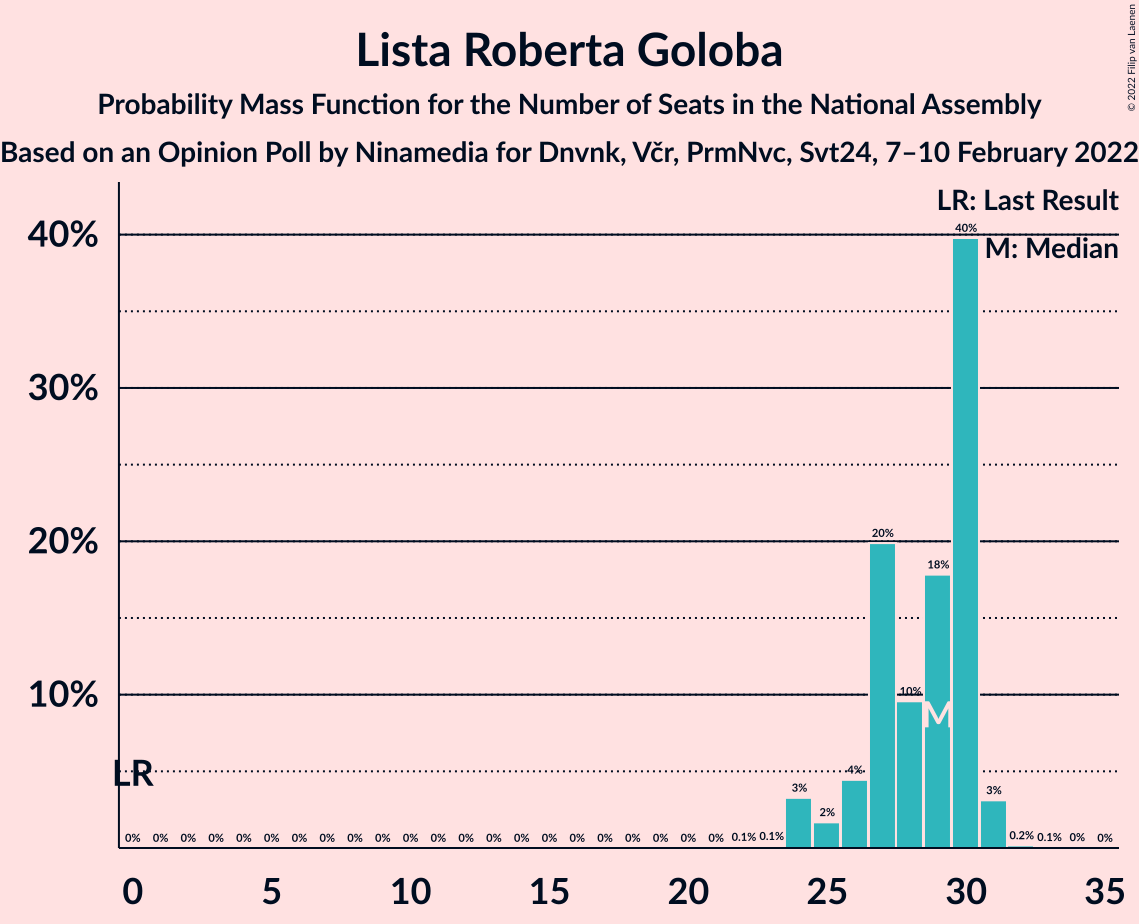 Lista Roberta Goloba
Probability Mass Function for the Number of Seats in the National Assembly
Based on an Opinion Poll by Ninamedia for Dnvnk, Včr, PrmNvc, Svt24, 7–10 February 2022
© 2022 Filip van Laenen
LR: Last Result
M: Median
40%
30%
20%
10%
LR
M
0% 0% 0% 0% 0% 0% 0% 0% 0% 0% 0% 0% 0% 0% 0% 0% 0% 0% 0% 0% 0% 0% 0.1% 0.1% 3% 2% 4% 20% 10% 18% 40% 3% 0.2% 0.1% 0% 0%
0 5 10 15 20 25 30 35